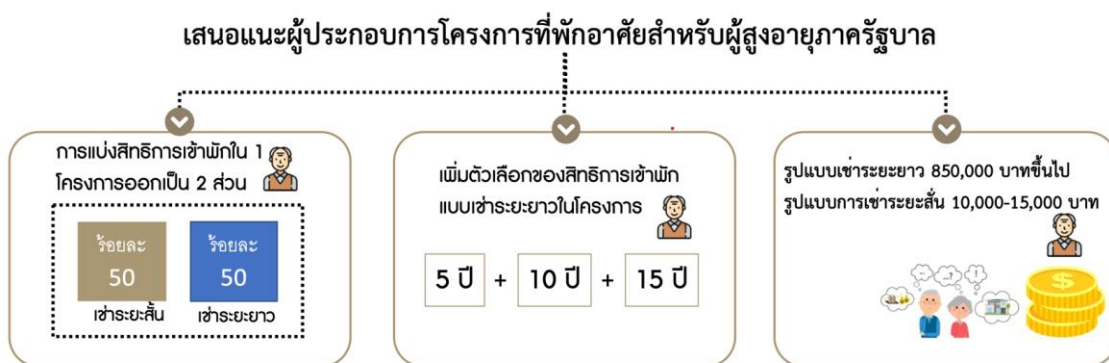 เสนอแนะผู้ประกอบการโครงการที่พักอาศัยสำหรับผู้สูงอายุภาครัฐบาล
การแบ่งสิทธิการเข้าพักใน 1
โครงการออกเป็น 2 ส่วน
ร้อยละ
50
ร้อยละ
50
เช่าระยะสั้น
เช่าระยะยาว
เพิ่มตัวเลือกของสิทธิการเข้าพัก
แบบเช่าระยะยาวในโครงการ
5 ปี + 10 ปี + 15 ปี
รูปแบบเช่าระยะยาว 850,000 บาทขึ้นไป
รูปแบบการเช่าระยะสั้น 10,000-15,000 บาท